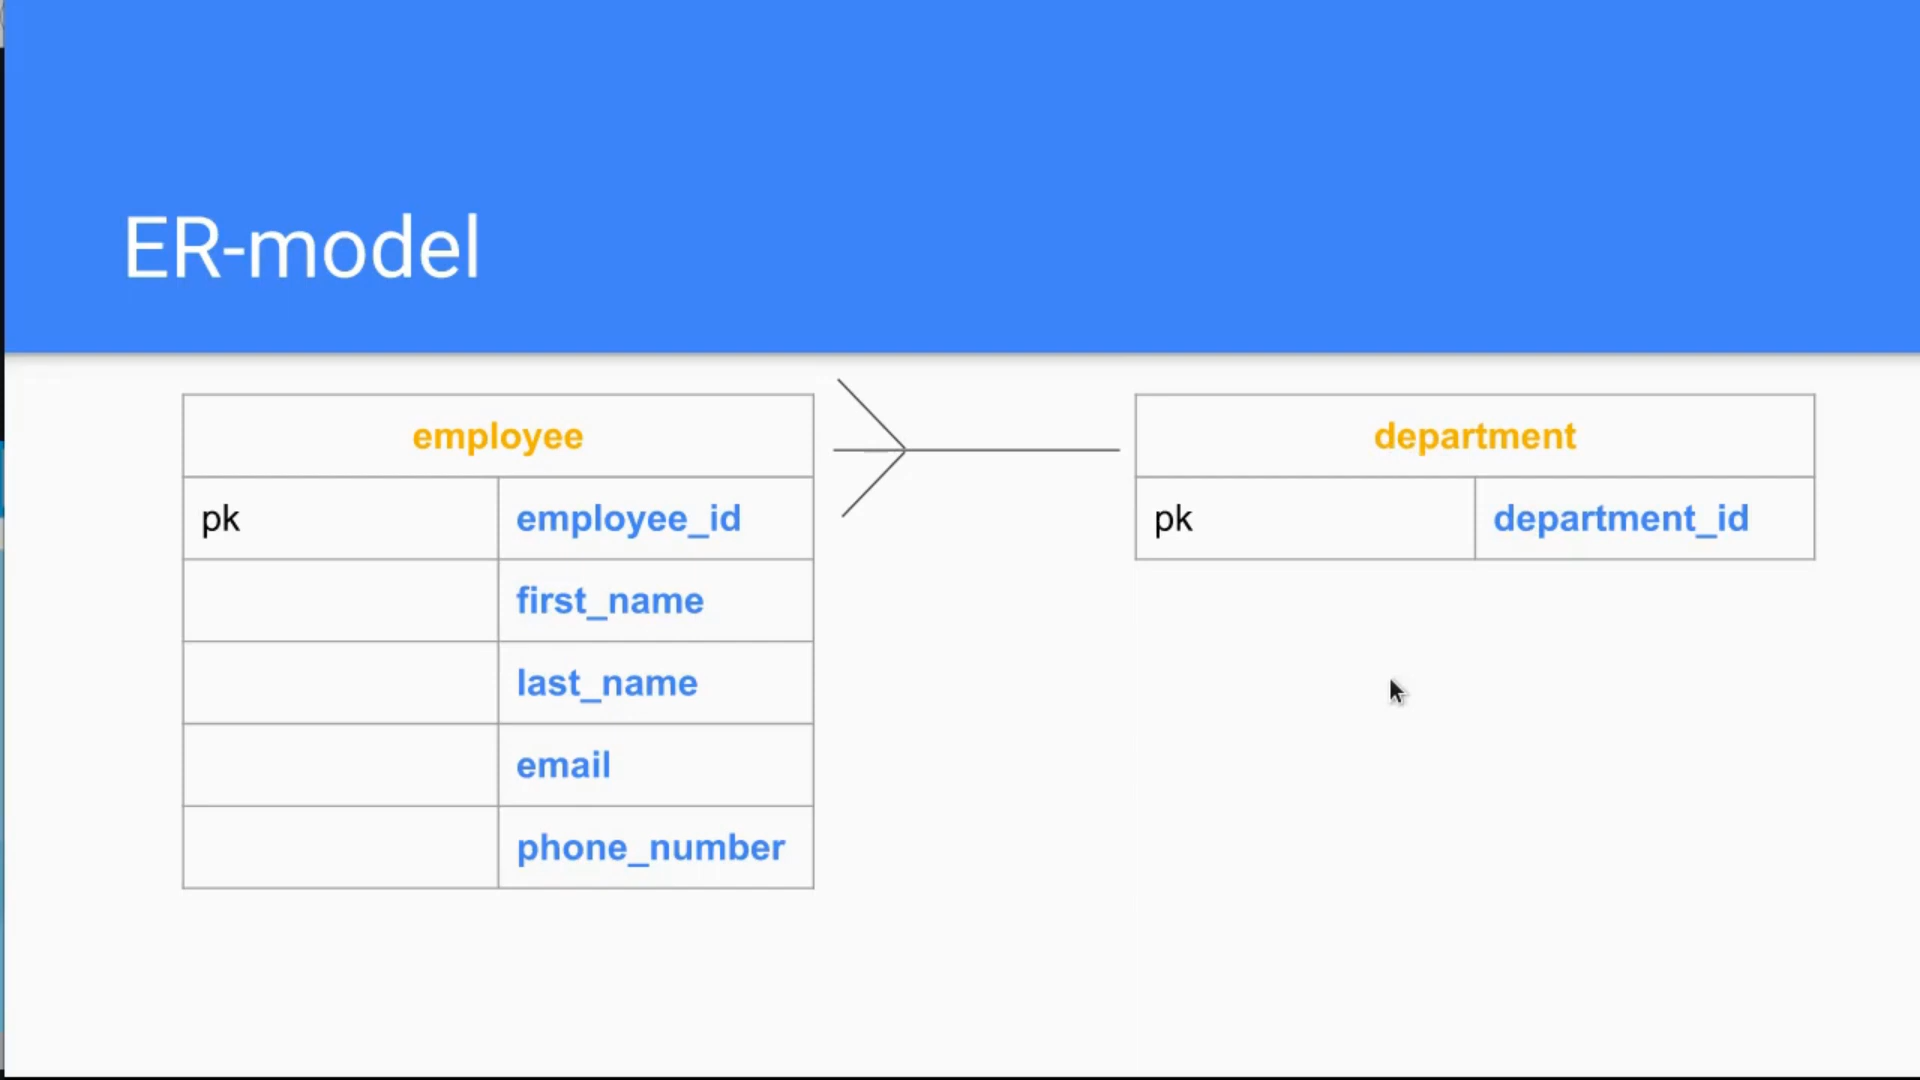 ER-model
employee
pk employee_id
first_name
last_name
email
phone_number
department
pk department_id